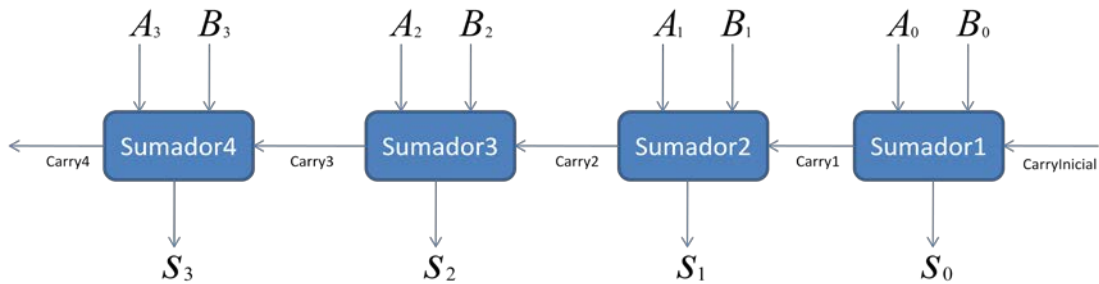 A₃ B₃ A₂ B₂ A₁ B₁ A₀ B₀
Sumador4 Sumador3 Sumador2 Sumador1
Carry4 Carry3 Carry2 Carry1 CarryInicial
S₃ S₂ S₁ S₀